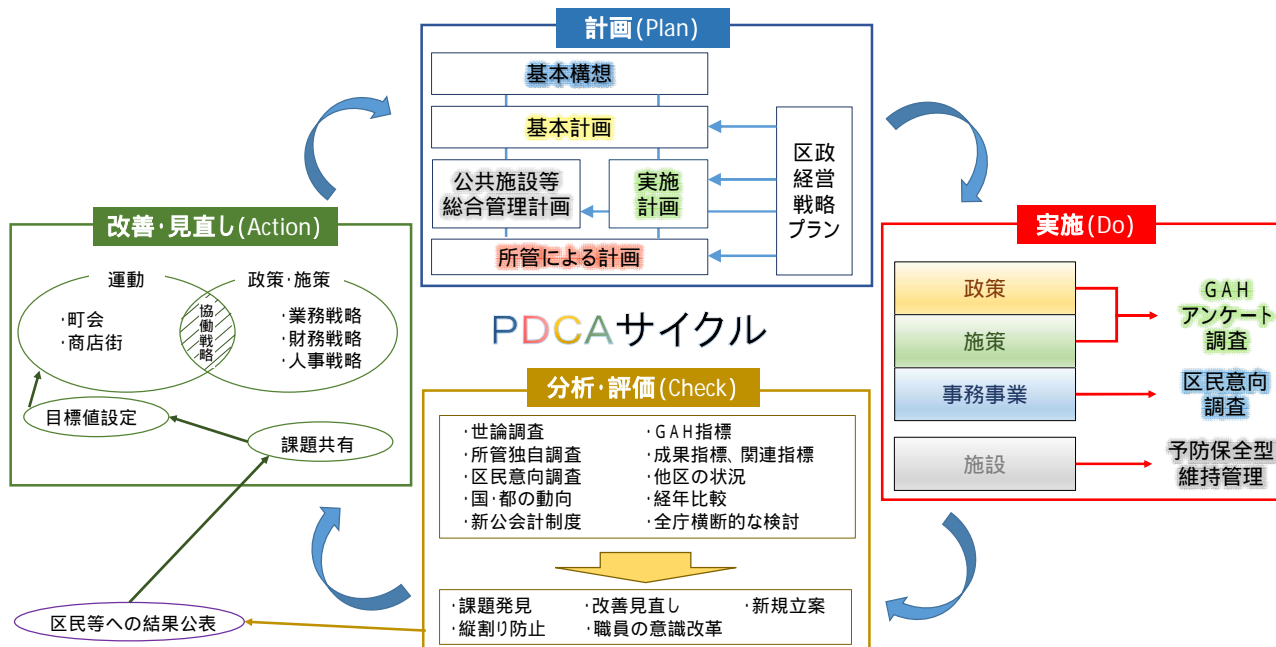 計画(Plan)
基本構想
基本計画
公共施設等
総合管理計画
実施
計画
所管による計画
区政
経営
戦略
プラン
改善・見直し(Action)
運動
政策・施策
・町会
・商店街
協働戦略
・業務戦略
・財務戦略
・人事戦略
目標値設定
課題共有
区民等への結果公表
PDCAサイクル
実施(Do)
政策
施策
事務事業
施設
GAH
アンケート
調査
区民意向
調査
予防保全型
維持管理
分析・評価(Check)
・世論調査
・所管独自調査
・区民意向調査
・国・都の動向
・新公会計制度
・GAH指標
・成果指標、関連指標
・他区の状況
・経年比較
・全庁横断的な検討
・課題発見 ・改善見直し ・新規立案
・縦割り防止 ・職員の意識改革